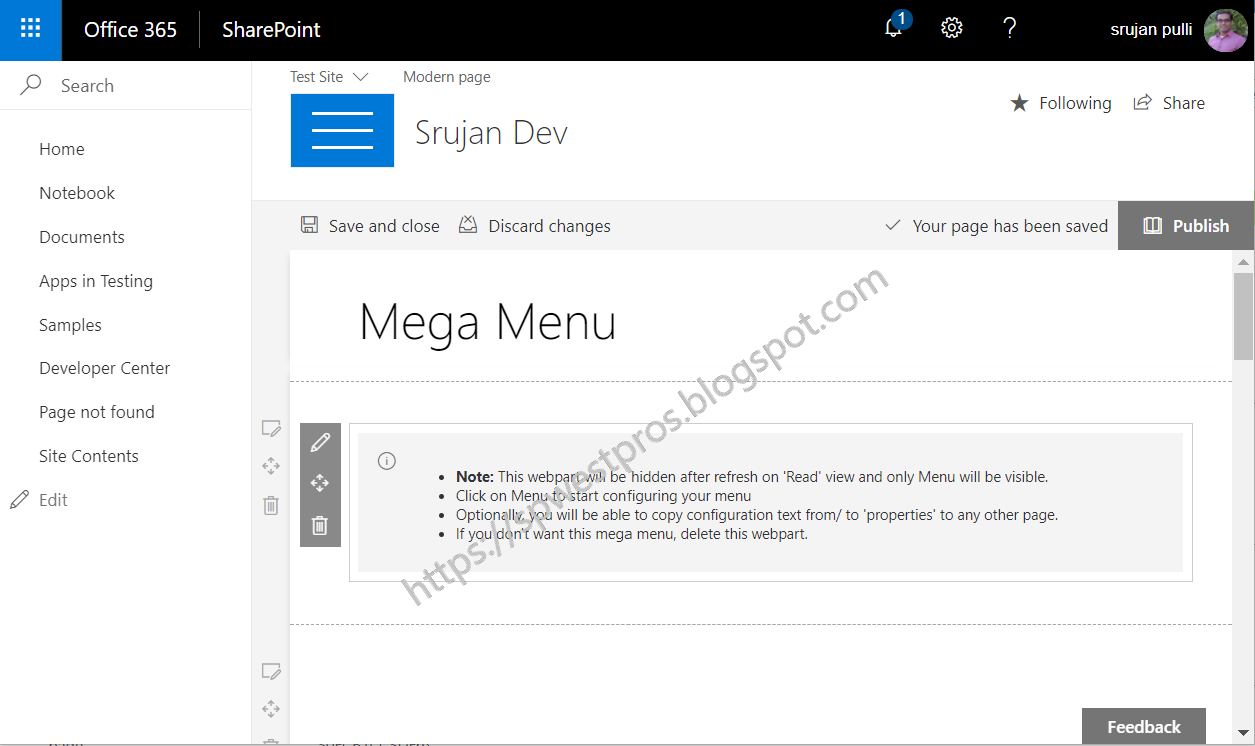 Office 365
SharePoint
1
srujan pulli
Search
Home
Notebook
Documents
Apps in Testing
Samples
Developer Center
Page not found
Site Contents
Edit
Test Site
Modern page
Srujan Dev
Following
Share
Save and close
Discard changes
Your page has been saved
Publish
Mega Menu
Note: This webpart will be hidden after refresh on 'Read' view and only Menu will be visible.
Click on Menu to start configuring your menu
Optionally, you will be able to copy configuration text from/ to 'properties' to any other page.
If you don't want this mega menu, delete this webpart.
https://spwestpros.blogspot.com
Feedback